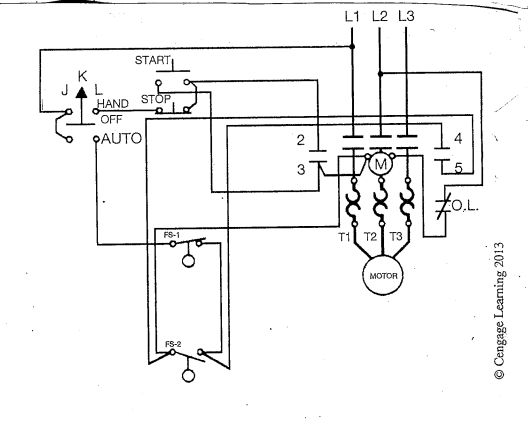 L1 L2 L3
START
J K L
HAND
STOP
OFF
AUTO
2
3
4
5
M
O.L.
T1 T2 T3
FS-1
MOTOR
FS-2
© Cengage Learning 2013